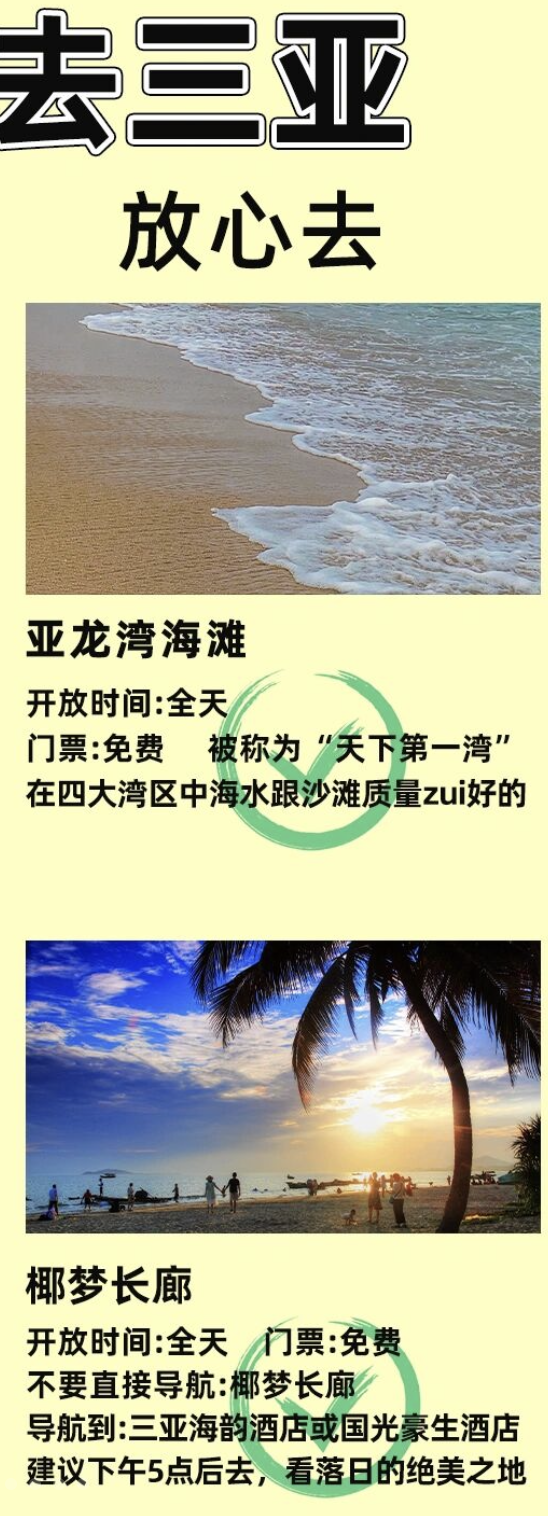 去三亚
放心去
亚龙湾海滩
开放时间:全天
门票:免费 被称为“天下第一湾”
在四大湾区中海水跟沙滩质量zui好的
椰梦长廊
开放时间:全天 门票:免费
不要直接导航:椰梦长廊
导航到:三亚海韵酒店或国光豪生酒店
建议下午5点后去，看落日的绝美之地